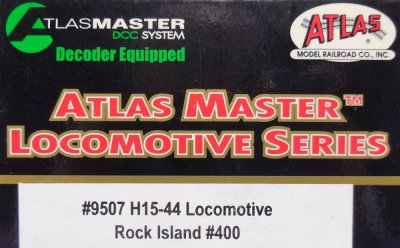 ATLASMASTER
DCC SYSTEM
Decoder Equipped
ATLAS
MODEL RAILROAD CO., INC.
ATLAS MASTER™
LOCOMOTIVE SERIES
#9507 H15-44 Locomotive
Rock Island #400